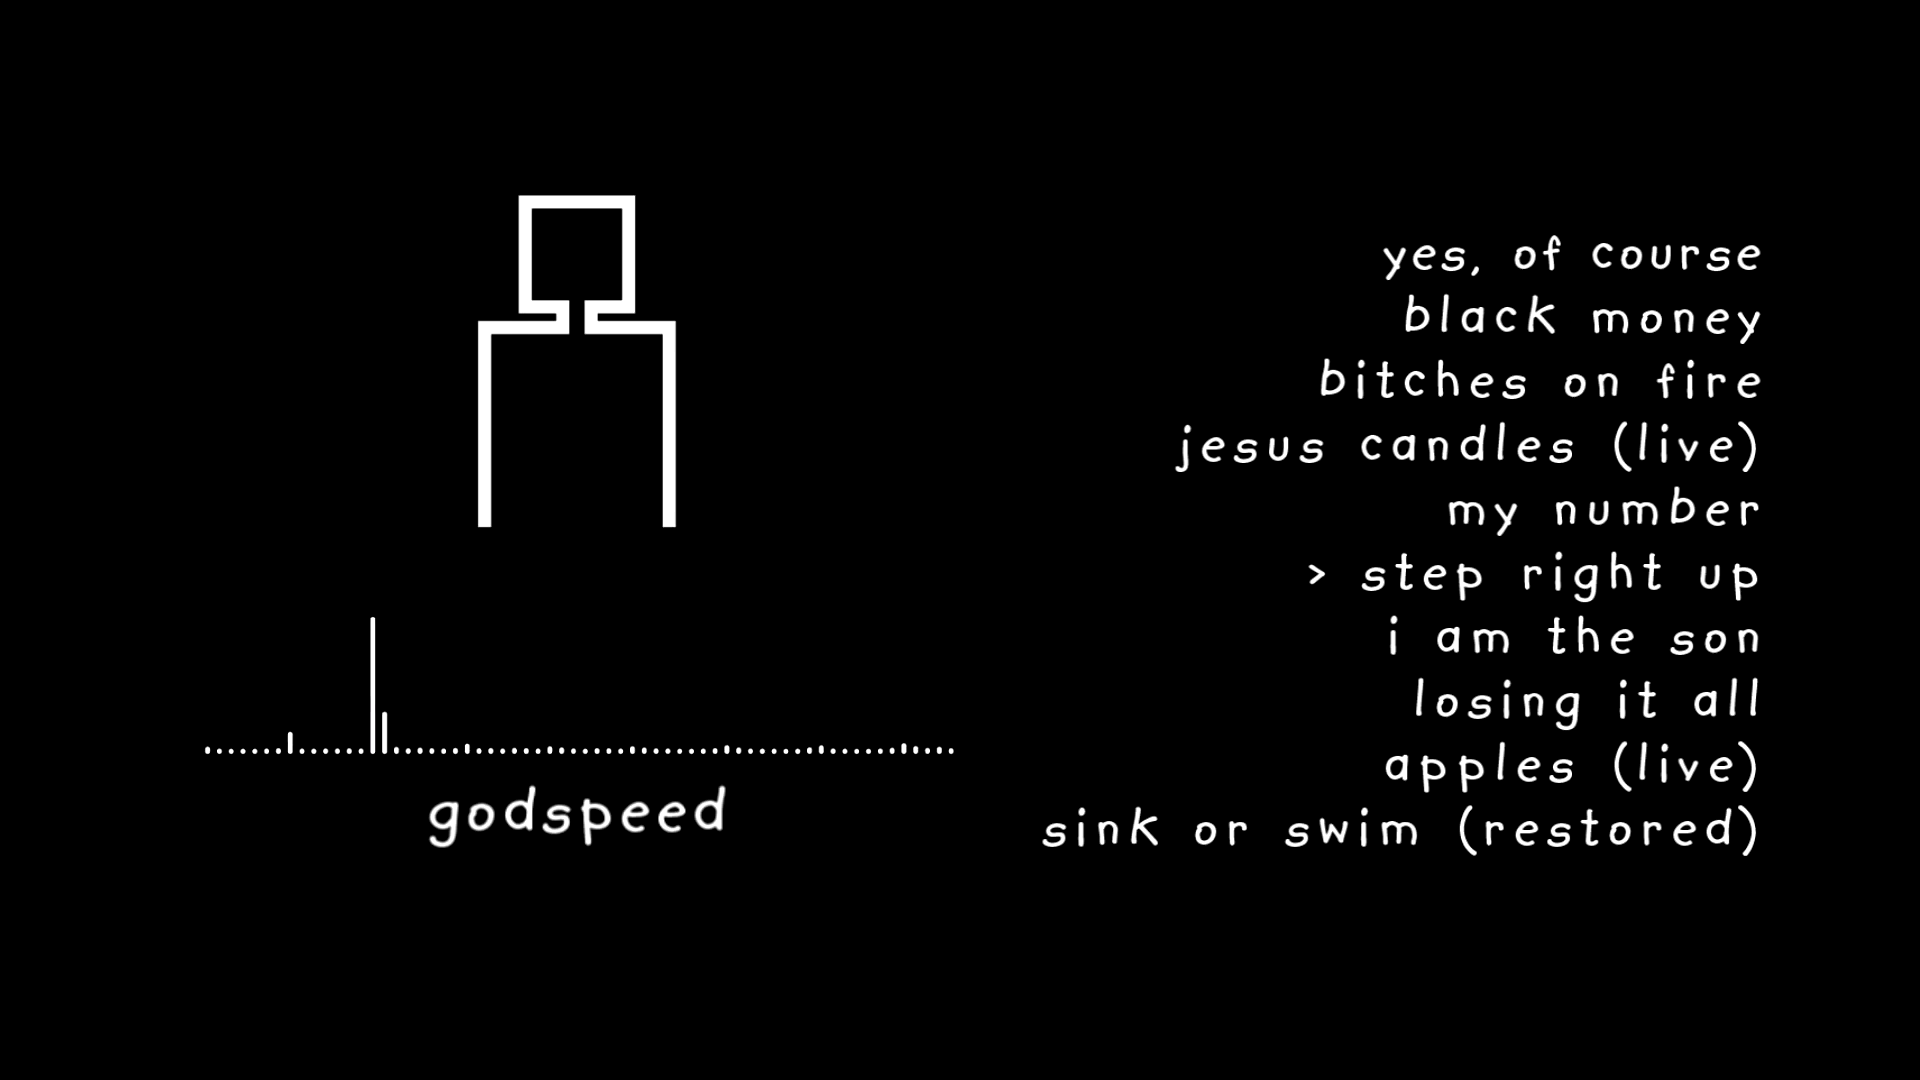 godspeed
yes, of course
black money
bitches on fire
jesus candles (live)
my number
> step right up
i am the son
losing it all
apples (live)
sink or swim (restored)